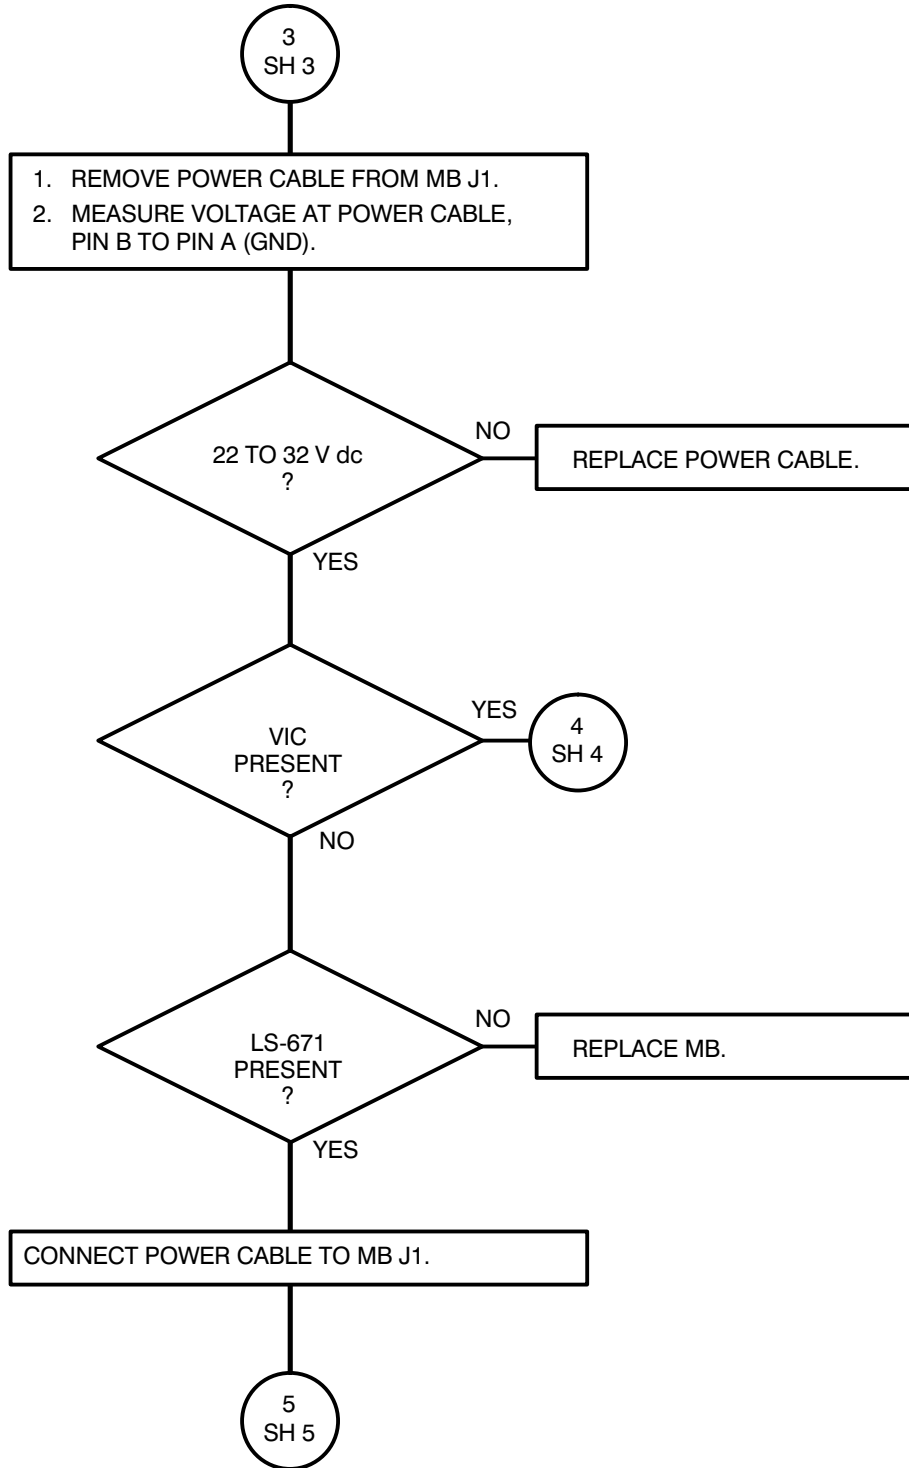 3
SH 3
1. REMOVE POWER CABLE FROM MB J1.
2. MEASURE VOLTAGE AT POWER CABLE,
PIN B TO PIN A (GND).
22 TO 32 V dc
?
NO
REPLACE POWER CABLE.
YES
VIC
PRESENT
?
YES
4
SH 4
NO
LS-671
PRESENT
?
NO
REPLACE MB.
YES
CONNECT POWER CABLE TO MB J1.
5
SH 5